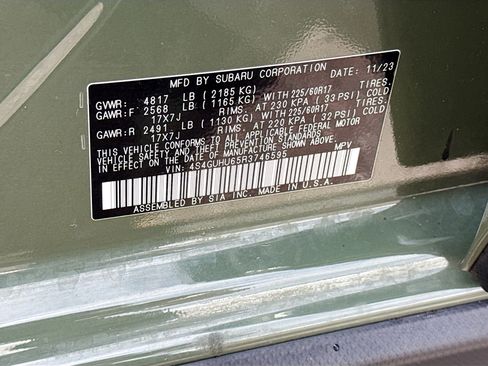 MFD BY SUBARU CORPORATION DATE: 11/23
GVWR: 4817 LB ( 2185 KG)
GAWR:F 2568 LB ( 1165 KG) WITH 225/60R17 TIRES.
17X7J RIMS, AT 230 KPA ( 33 PSI) COLD
GAWR:R 2491 LB ( 1130 KG) WITH 225/60R17 TIRES.
17X7J RIMS, AT 220 KPA ( 32 PSI) COLD
THIS VEHICLE CONFORMS TO ALL APPLICABLE FEDERAL MOTOR
VEHICLE SAFETY AND THEFT PREVENTION STANDARDS IN EFFECT ON THE
DATE OF MANUFACTURE SHOWN ABOVE.
VIN: 4S4GUHU65R3746595 MPV
ASSEMBLED BY SIA INC. MADE IN U.S.A.